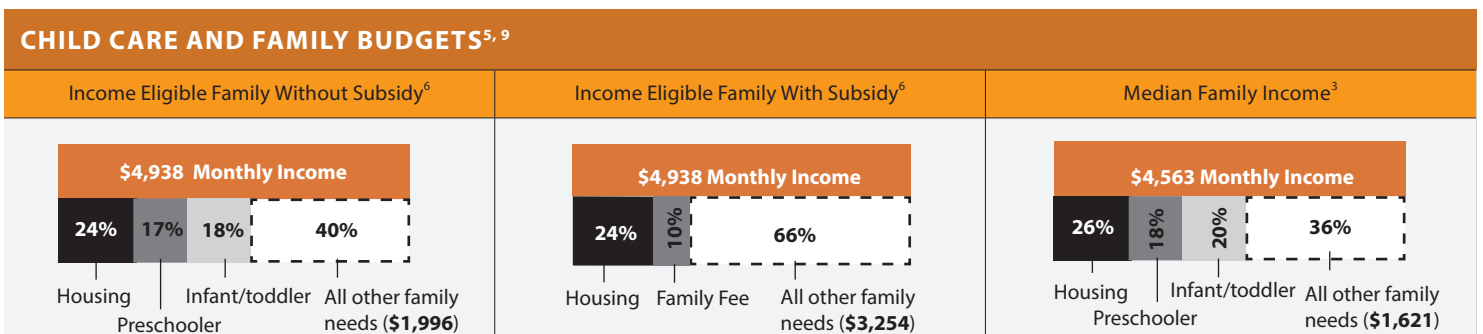 CHILD CARE AND FAMILY BUDGETS5, 9
Income Eligible Family Without Subsidy6
$4,938 Monthly Income
24% 17% 18% 40%
Housing
Preschooler
Infant/toddler
All other family
needs ($1,996)
Income Eligible Family With Subsidy6
$4,938 Monthly Income
24% 10% 66%
Housing
Family Fee
All other family
needs ($3,254)
Median Family Income3
$4,563 Monthly Income
26% 18% 20% 36%
Housing
Preschooler
Infant/toddler
All other family
needs ($1,621)